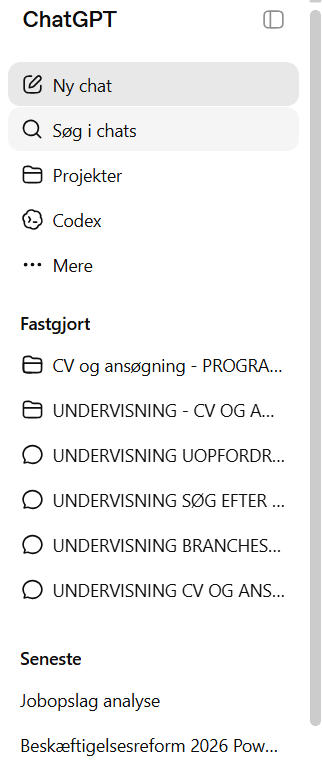 ChatGPT
Ny chat
Søg i chats
Projekter
Codex
Mere
Fastgjort
CV og ansøgning - PROGRA...
UNDERVISNING - CV OG A...
UNDERVISNING UOPFORDR...
UNDERVISNING SØG EFTER ...
UNDERVISNING BRANCHES...
UNDERVISNING CV OG ANS...
Seneste
Jobopslag analyse
Beskæftigelsesreform 2026 Pow...